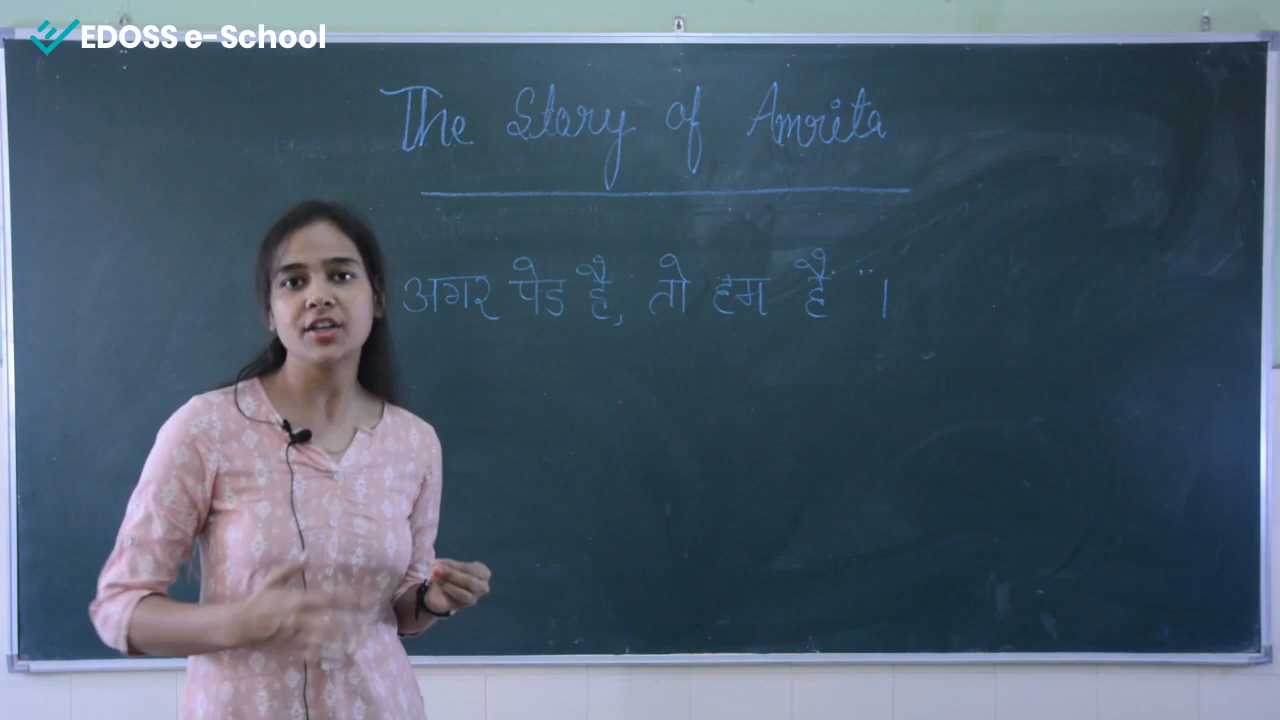 EDOSS e-School
The Story of Amrita
अगर पेड है, तो हम हैं "।